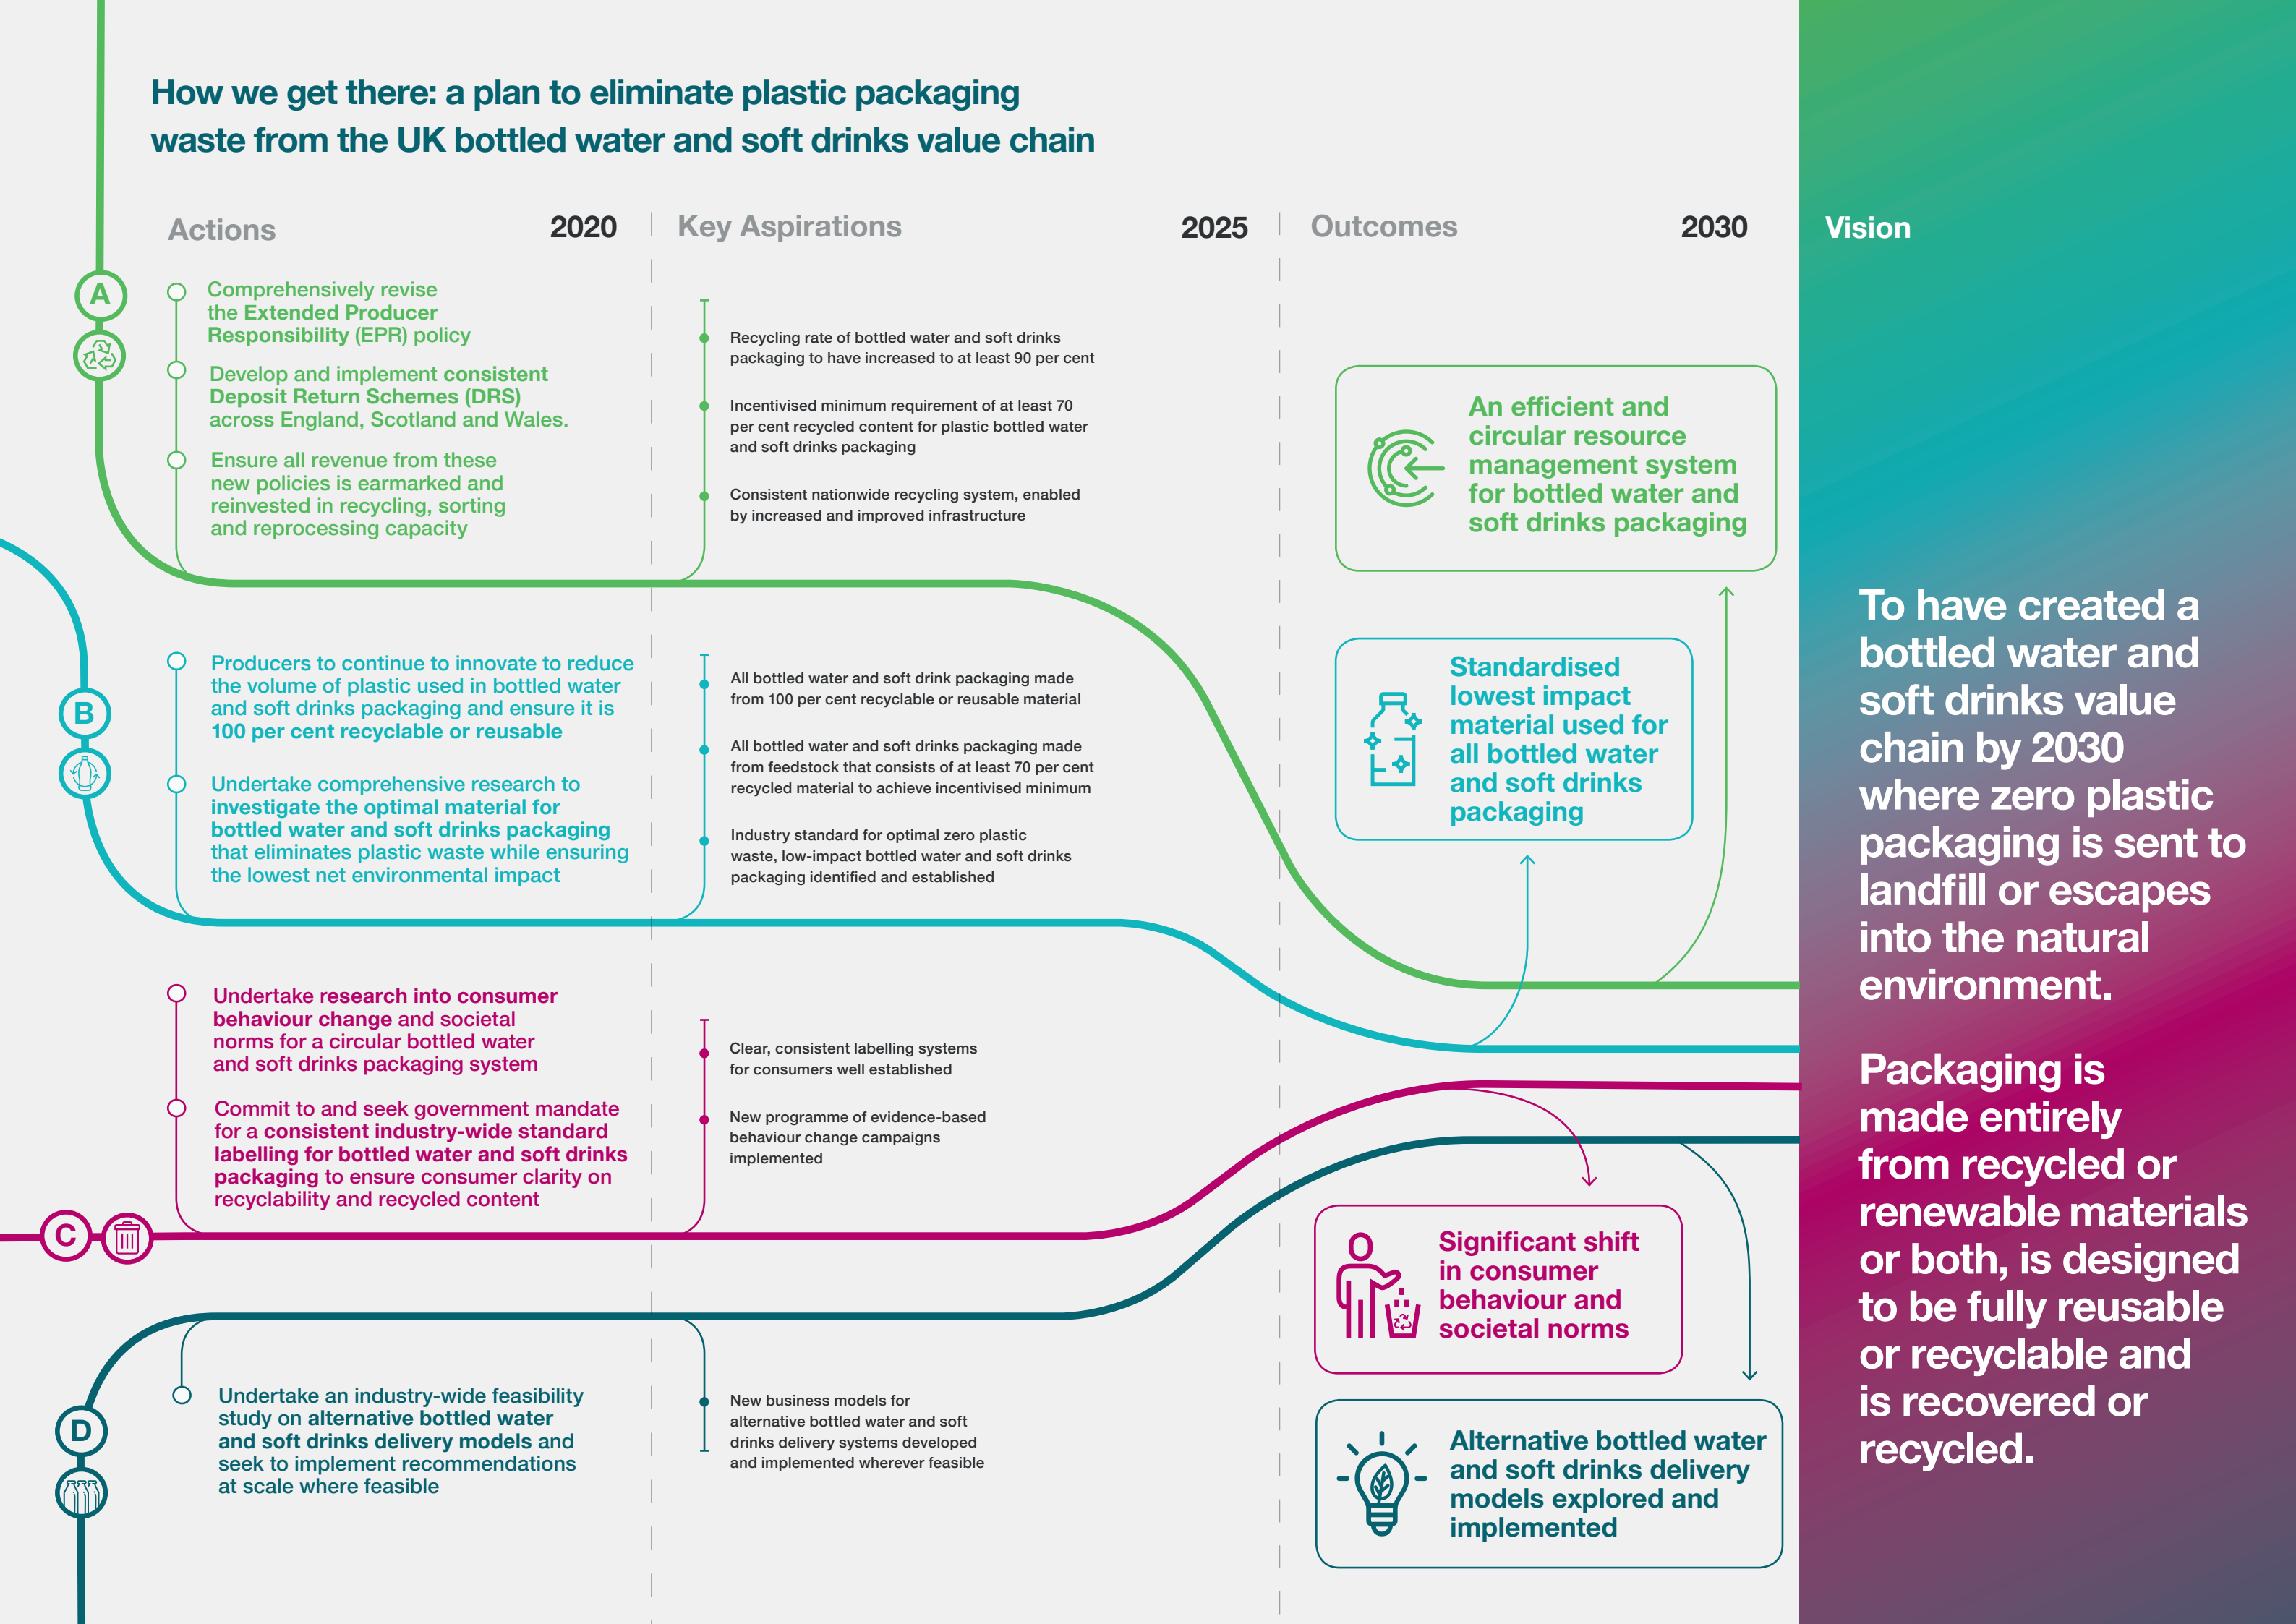 How we get there: a plan to eliminate plastic packaging
waste from the UK bottled water and soft drinks value chain
Actions
2020
Key Aspirations
2025
Outcomes
2030
Vision
A
Comprehensively revise
the Extended Producer
Responsibility (EPR) policy
Develop and implement consistent
Deposit Return Schemes (DRS)
across England, Scotland and Wales.
Ensure all revenue from these
new policies is earmarked and
reinvested in recycling, sorting
and reprocessing capacity
Recycling rate of bottled water and soft drinks
packaging to have increased to at least 90 per cent
Incentivised minimum requirement of at least 70
per cent recycled content for plastic bottled water
and soft drinks packaging
Consistent nationwide recycling system, enabled
by increased and improved infrastructure
An efficient and
circular resource
management system
for bottled water and
soft drinks packaging
B
Producers to continue to innovate to reduce
the volume of plastic used in bottled water
and soft drinks packaging and ensure it is
100 per cent recyclable or reusable
Undertake comprehensive research to
investigate the optimal material for
bottled water and soft drinks packaging
that eliminates plastic waste while ensuring
the lowest net environmental impact
All bottled water and soft drink packaging made
from 100 per cent recyclable or reusable material
All bottled water and soft drinks packaging made
from feedstock that consists of at least 70 per cent
recycled material to achieve incentivised minimum
Industry standard for optimal zero plastic
waste, low-impact bottled water and soft drinks
packaging identified and established
Standardised
lowest impact
material used for
all bottled water
and soft drinks
packaging
C
Undertake research into consumer
behaviour change and societal
norms for a circular bottled water
and soft drinks packaging system
Commit to and seek government mandate
for a consistent industry-wide standard
labelling for bottled water and soft drinks
packaging to ensure consumer clarity on
recyclability and recycled content
Clear, consistent labelling systems
for consumers well established
New programme of evidence-based
behaviour change campaigns
implemented
Significant shift
in consumer
behaviour and
societal norms
D
Undertake an industry-wide feasibility
study on alternative bottled water
and soft drinks delivery models and
seek to implement recommendations
at scale where feasible
New business models for
alternative bottled water and soft
drinks delivery systems developed
and implemented wherever feasible
Alternative bottled water
and soft drinks delivery
models explored and
implemented
To have created a
bottled water and
soft drinks value
chain by 2030
where zero plastic
packaging is sent to
landfill or escapes
into the natural
environment.
Packaging is
made entirely
from recycled or
renewable materials
or both, is designed
to be fully reusable
or recyclable and
is recovered or
recycled.